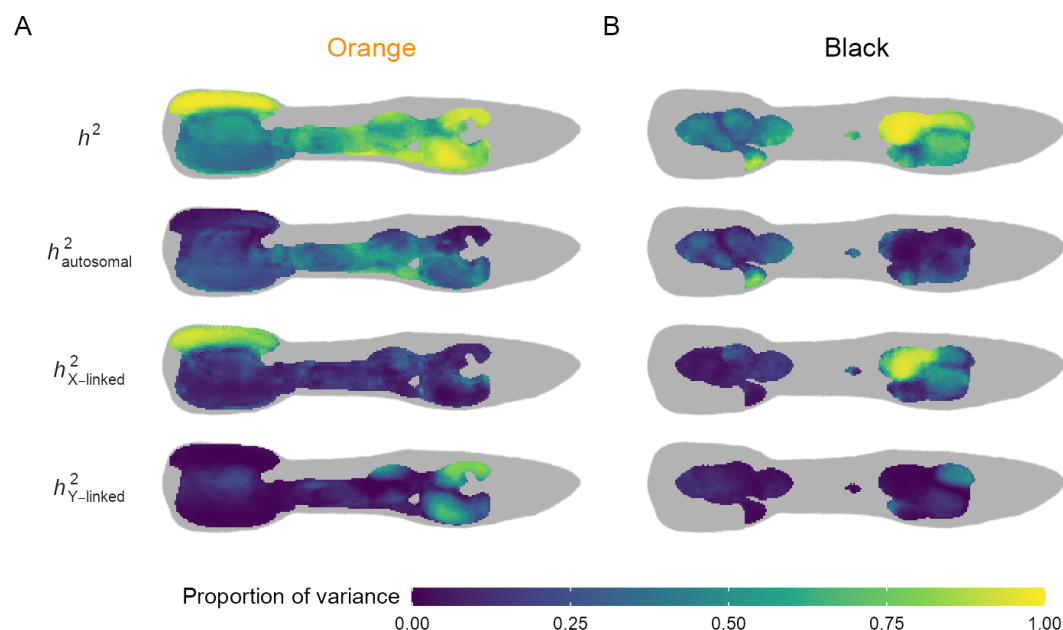 A
B
Orange
Black
h²
h²autosomal
h²X−linked
h²Y−linked
Proportion of variance
0.00 0.25 0.50 0.75 1.00